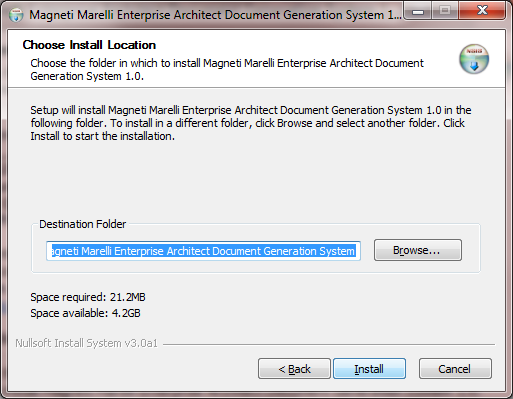 Magneti Marelli Enterprise Architect Document Generation System 1...
Choose Install Location
Choose the folder in which to install Magneti Marelli Enterprise Architect Document
Generation System 1.0.
Setup will install Magneti Marelli Enterprise Architect Document Generation System 1.0 in the
following folder. To install in a different folder, click Browse and select another folder. Click
Install to start the installation.
Destination Folder
agneti Marelli Enterprise Architect Document Generation System
Browse...
Space required: 21.2MB
Space available: 4.2GB
Nullsoft Install System v3.0a1
< Back
Install
Cancel